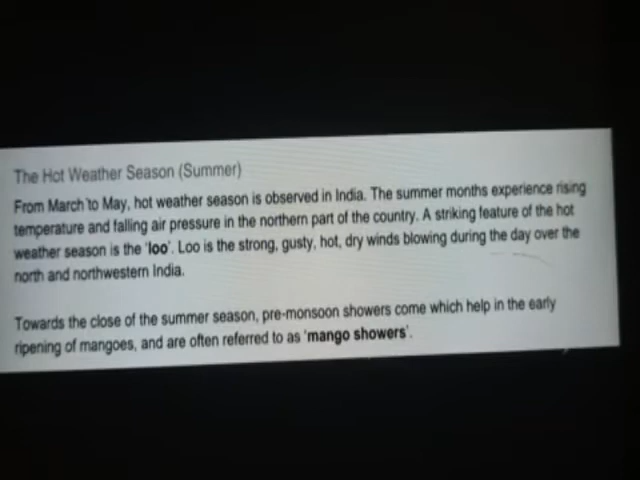 The Hot Weather Season (Summer)
From March to May, hot weather season is observed in India. The summer months experience rising
temperature and falling air pressure in the northern part of the country. A striking feature of the hot
weather season is the 'loo'. Loo is the strong, gusty, hot, dry winds blowing during the day over the
north and northwestern India.
Towards the close of the summer season, pre-monsoon showers come which help in the early
ripening of mangoes, and are often referred to as 'mango showers'.